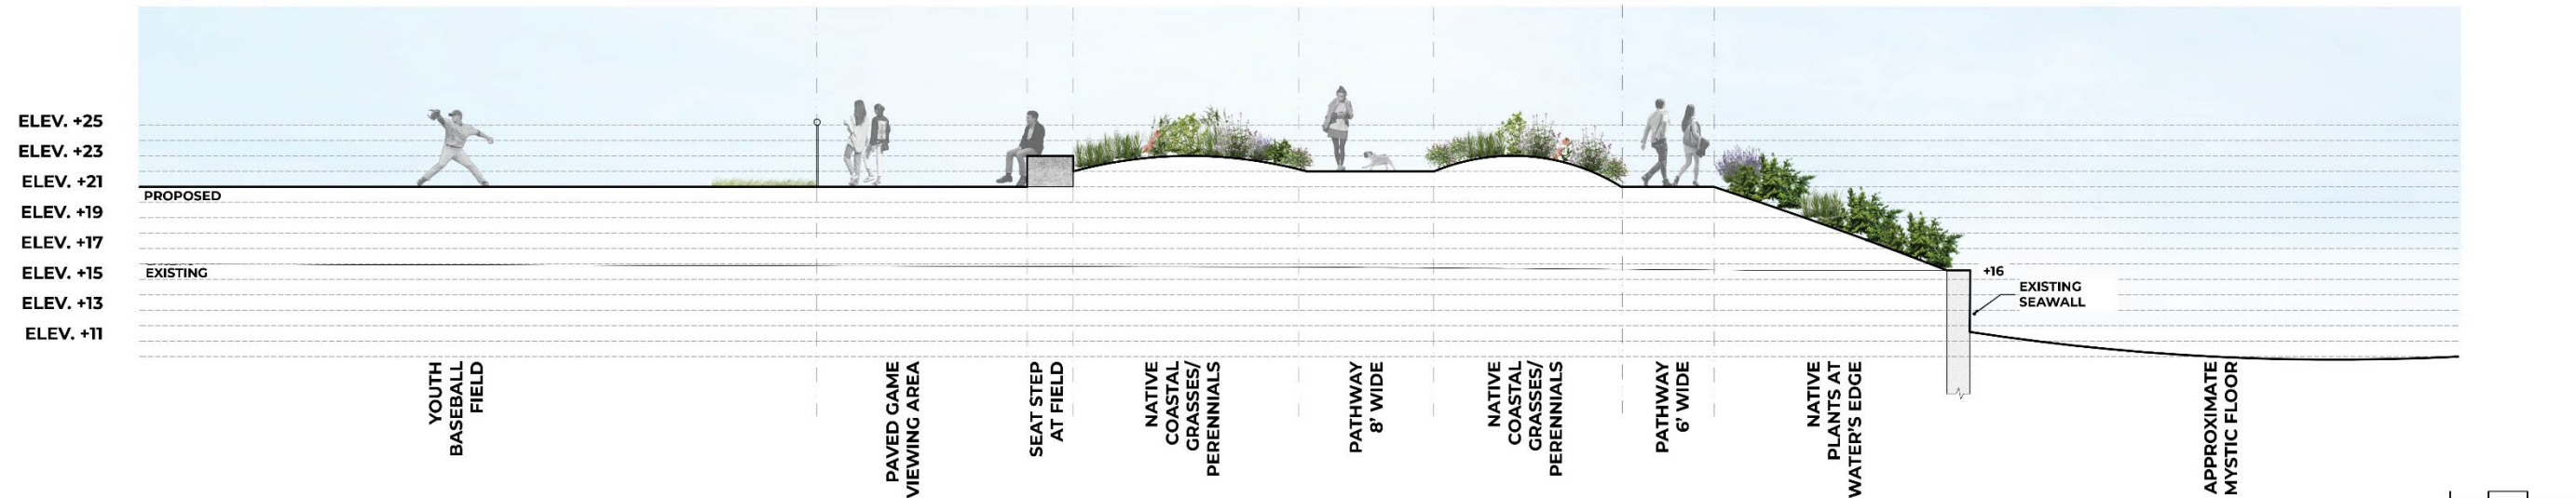 ELEV. +25
ELEV. +23
ELEV. +21
PROPOSED
ELEV. +19
ELEV. +17
ELEV. +15
EXISTING
+16
EXISTING
SEAWALL
ELEV. +13
ELEV. +11
YOUTH
BASEBALL
FIELD
PAVED GAME
VIEWING AREA
SEAT STEP
AT FIELD
NATIVE
COASTAL
GRASSES/
PERENNIALS
PATHWAY
8' WIDE
NATIVE
COASTAL
GRASSES/
PERENNIALS
PATHWAY
6' WIDE
NATIVE
PLANTS AT
WATER'S EDGE
APPROXIMATE
MYSTIC FLOOR